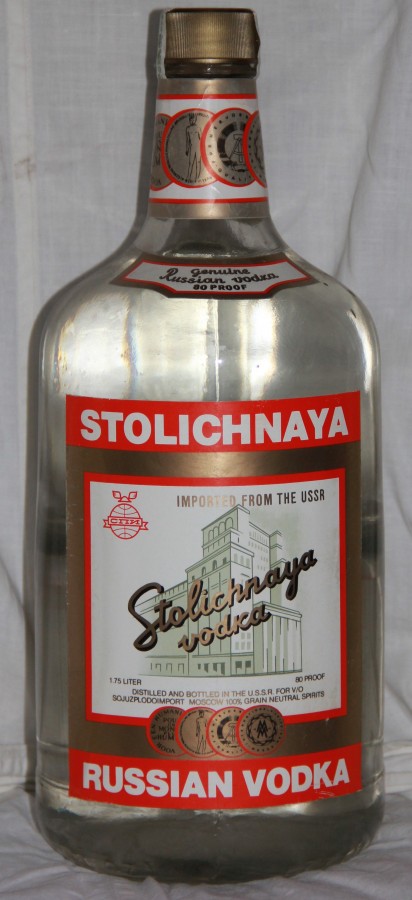 A genuine
Russian vodka
80 PROOF
STOLICHNAYA
IMPORTED FROM THE USSR
СПИ
Stolichnaya
vodka
1.75 LITER 80 PROOF
DISTILLED AND BOTTLED IN THE U.S.S.R. FOR V/O
SOJUZPLODOIMPORT MOSCOW 100% GRAIN NEUTRAL SPIRITS
RUSSIAN VODKA